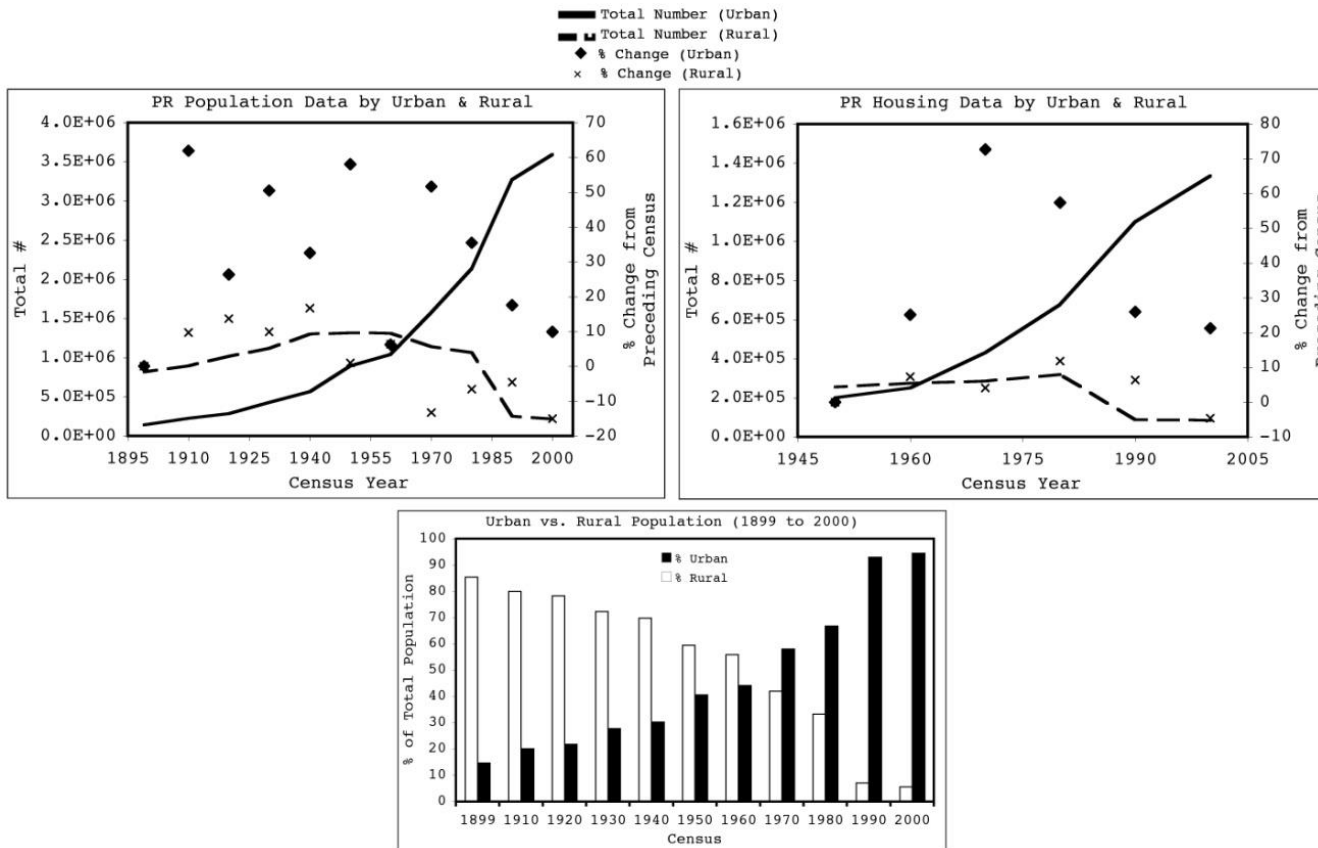 Total Number (Urban)
Total Number (Rural)
% Change (Urban)
% Change (Rural)
PR Population Data by Urban & Rural
4.0E+06
3.5E+06
3.0E+06
2.5E+06
2.0E+06
1.5E+06
1.0E+06
5.0E+05
0.0E+00
Total #
70
60
50
40
30
20
10
0
-10
-20
% Change from
Preceding Census
1895 1910 1925 1940 1955 1970 1985 2000
Census Year
PR Housing Data by Urban & Rural
1.6E+06
1.4E+06
1.2E+06
1.0E+06
8.0E+05
6.0E+05
4.0E+05
2.0E+05
0.0E+00
Total #
80
70
60
50
40
30
20
10
0
-10
% Change from
1945 1960 1975 1990 2005
Census Year
Urban vs. Rural Population (1899 to 2000)
% Urban
% Rural
100
90
80
70
60
50
40
30
20
10
0
% of Total Population
1899 1910 1920 1930 1940 1950 1960 1970 1980 1990 2000
Census